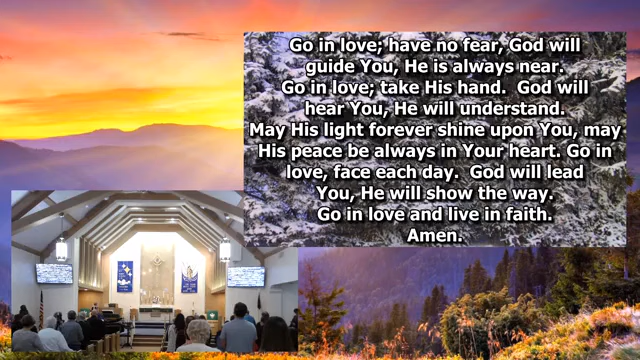 Go in love; have no fear, God will
guide You, He is always near.
Go in love; take His hand.  God will
hear You, He will understand.
May His light forever shine upon You, may
His peace be always in Your heart. Go in
love, face each day.  God will lead
You, He will show the way.
Go in love and live in faith.
Amen.